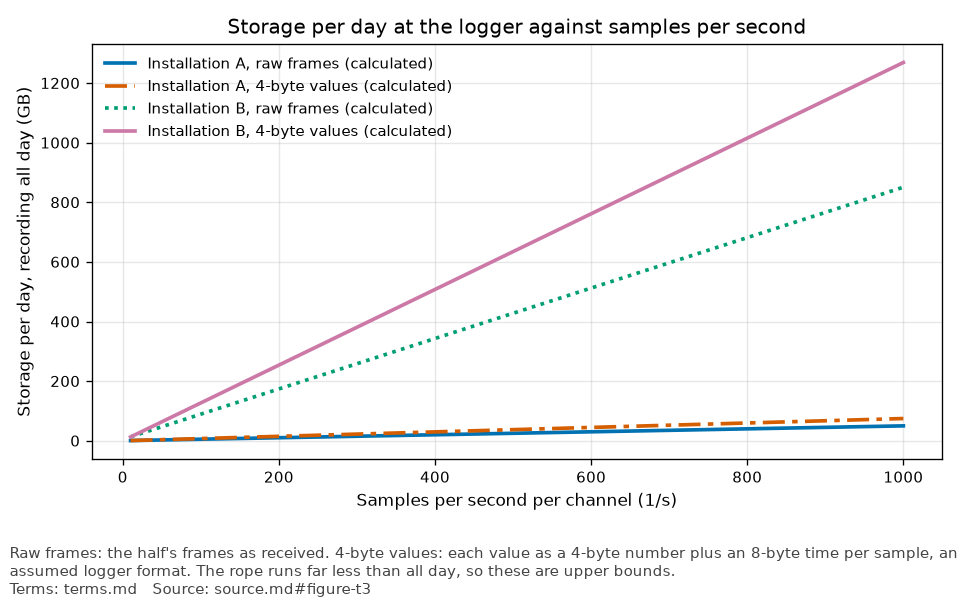 Storage per day at the logger against samples per second
Installation A, raw frames (calculated)
Installation A, 4-byte values (calculated)
Installation B, raw frames (calculated)
Installation B, 4-byte values (calculated)
Storage per day, recording all day (GB)
1200
1000
800
600
400
200
0
0 200 400 600 800 1000
Samples per second per channel (1/s)
Raw frames: the half's frames as received. 4-byte values: each value as a 4-byte number plus an 8-byte time per sample, an
assumed logger format. The rope runs far less than all day, so these are upper bounds.
Terms: terms.md Source: source.md#figure-t3